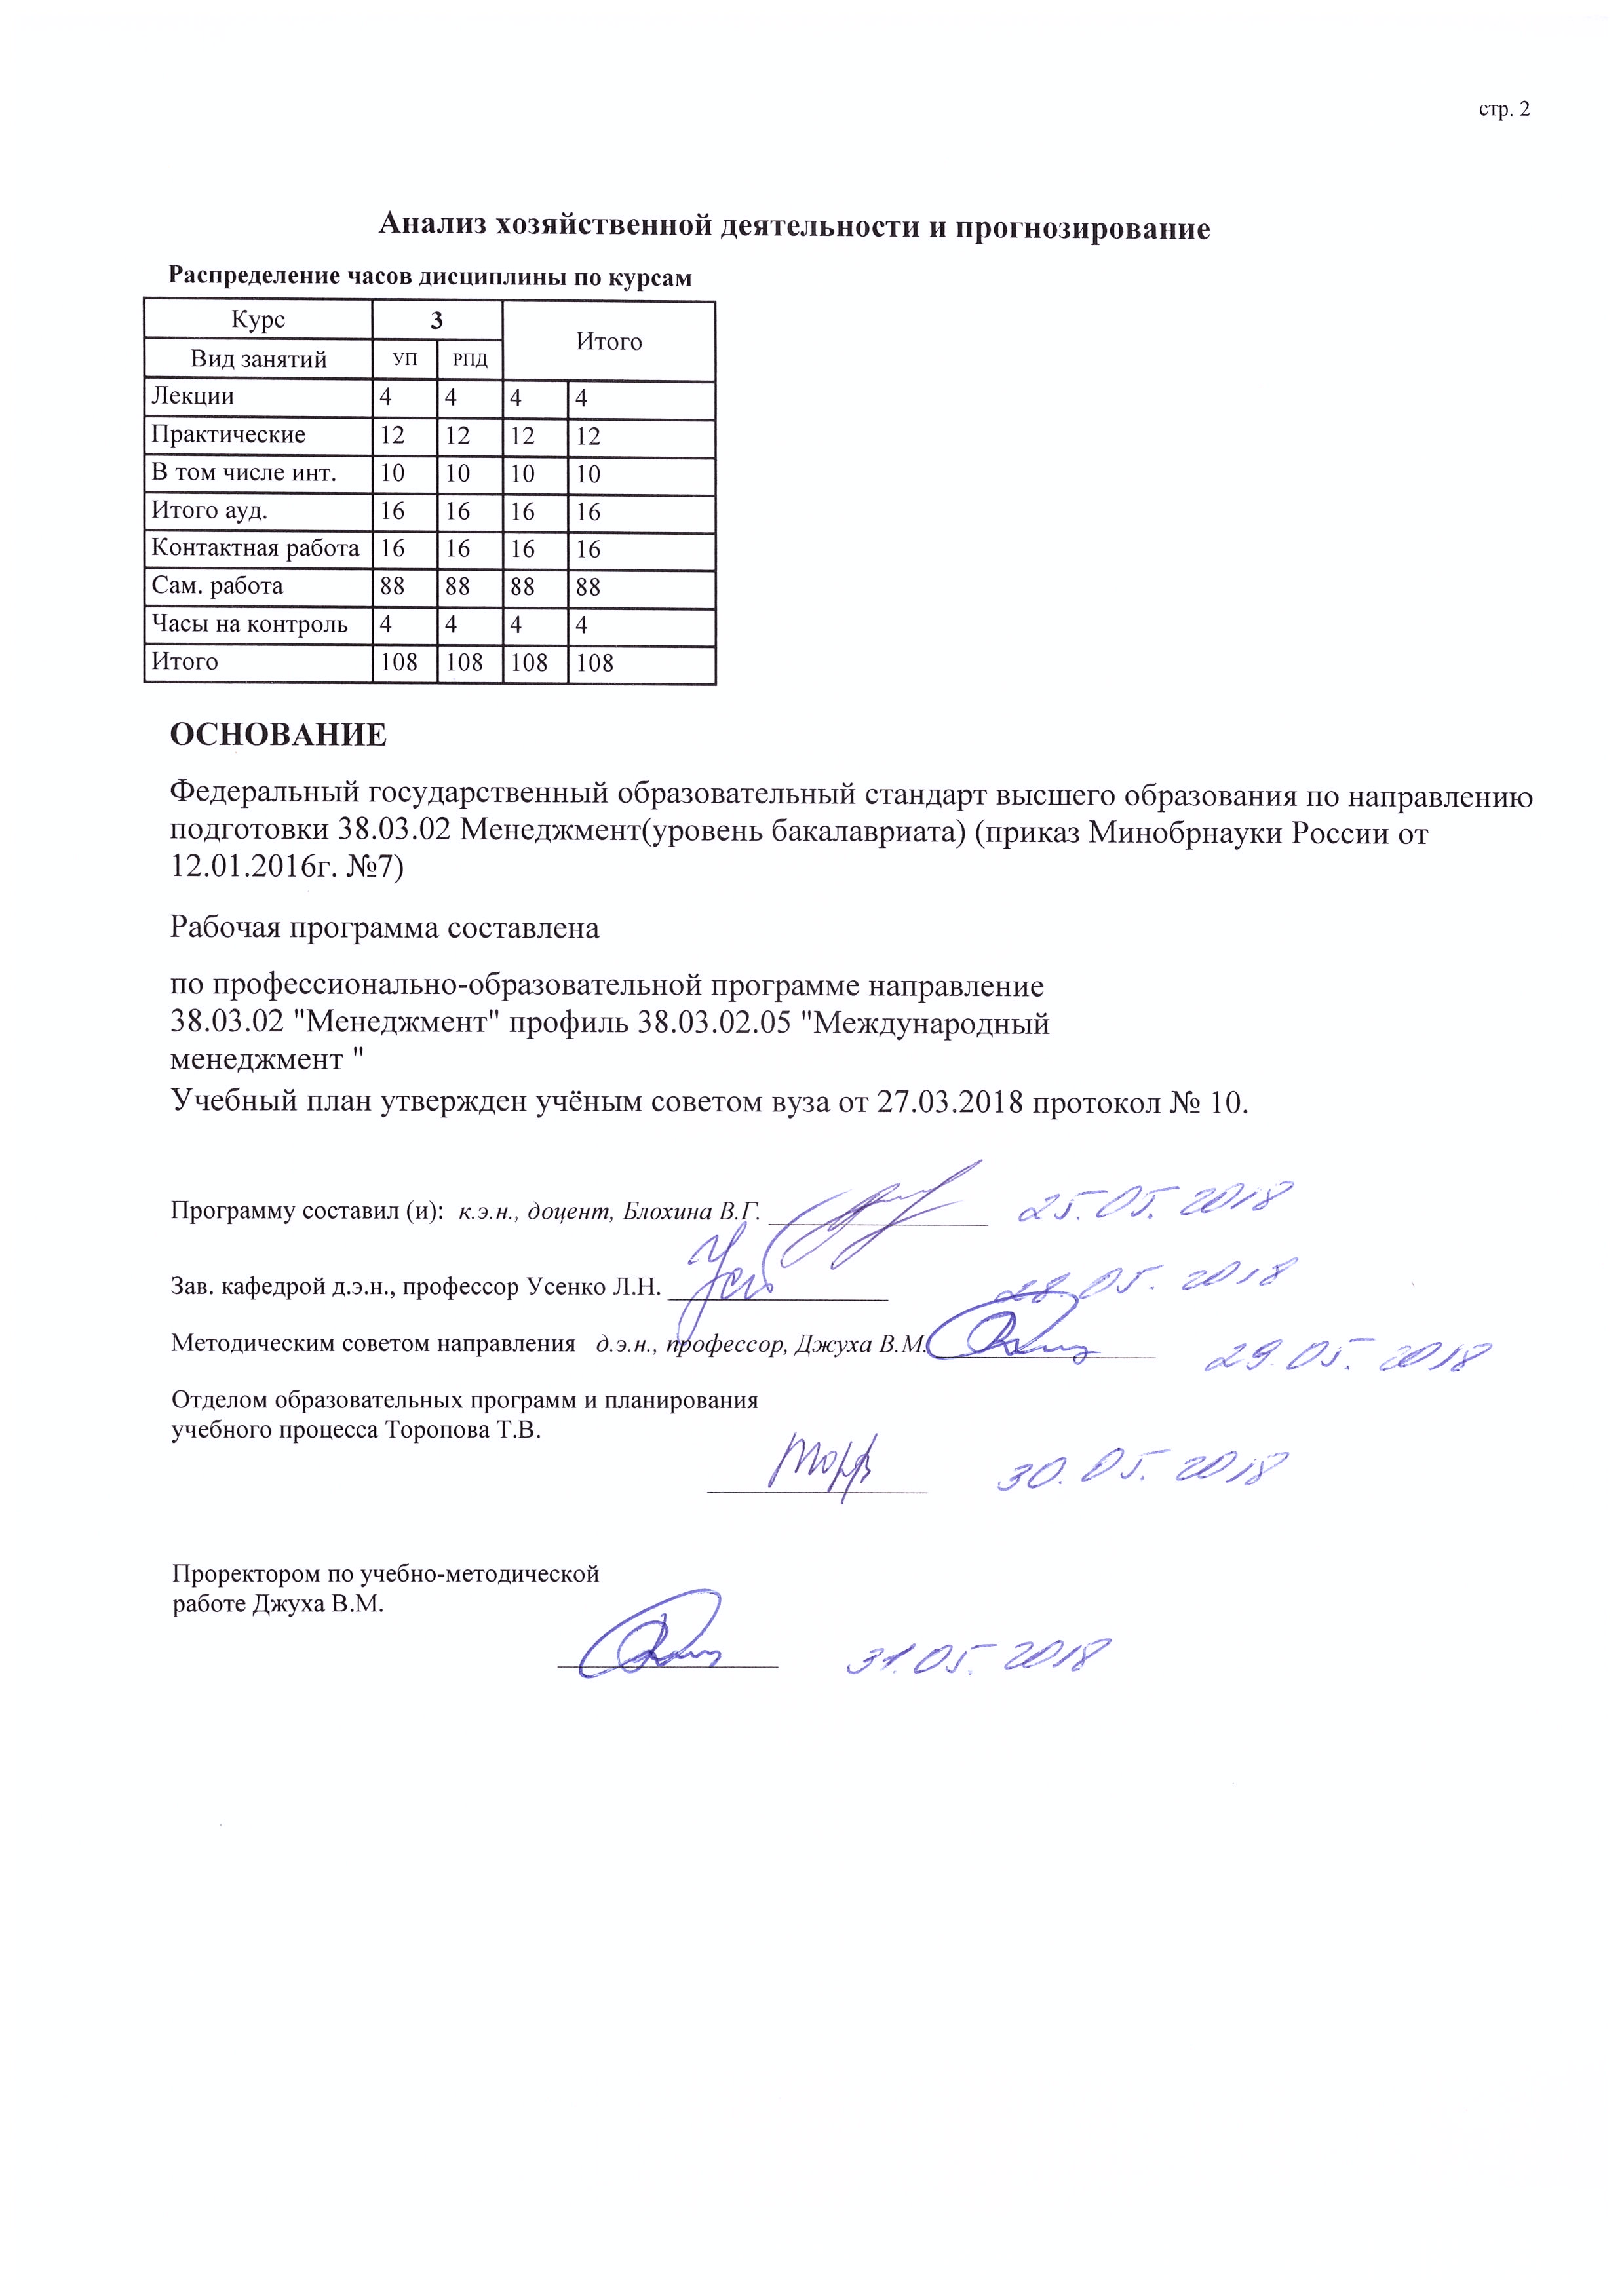 стр. 2
Анализ хозяйственной деятельности и прогнозирование
Распределение часов дисциплины по курсам
Курс 3 Итого
Вид занятий УП РПД
Лекции 4 4 4 4
Практические 12 12 12 12
В том числе инт. 10 10 10 10
Итого ауд. 16 16 16 16
Контактная работа 16 16 16 16
Сам. работа 88 88 88 88
Часы на контроль 4 4 4 4
Итого 108 108 108 108
ОСНОВАНИЕ
Федеральный государственный образовательный стандарт высшего образования по направлению
подготовки 38.03.02 Менеджмент(уровень бакалавриата) (приказ Минобрнауки России от
12.01.2016г. №7)
Рабочая программа составлена
по профессионально-образовательной программе направление
38.03.02 "Менеджмент" профиль 38.03.02.05 "Международный
менеджмент "
Учебный план утвержден учёным советом вуза от 27.03.2018 протокол № 10.
Программу составил (и): к.э.н., доцент, Блохина В.Г. 25.05.2018
Зав. кафедрой д.э.н., профессор Усенко Л.Н. 28.05.2018
Методическим советом направления д.э.н., профессор, Джуха В.М. 29.05.2018
Отделом образовательных программ и планирования
учебного процесса Торопова Т.В.
30.05.2018
Проректором по учебно-методической
работе Джуха В.М.
31.05.2018